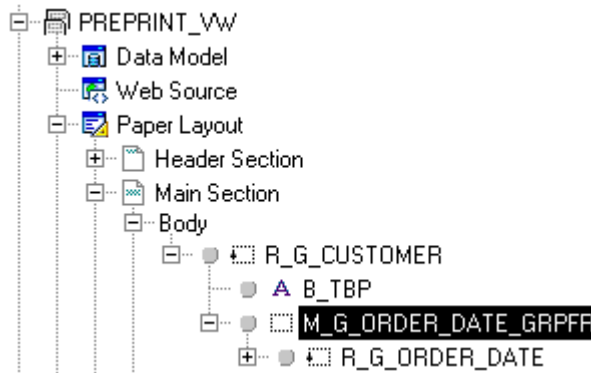 PREPRINT_VW
Data Model
Web Source
Paper Layout
Header Section
Main Section
Body
R_G_CUSTOMER
A B_TBP
M_G_ORDER_DATE_GRPFR
R_G_ORDER_DATE